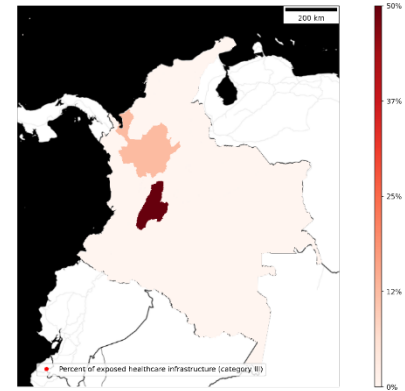 200 km
50%
37%
25%
12%
0%
Percent of exposed healthcare infrastructure (category III)